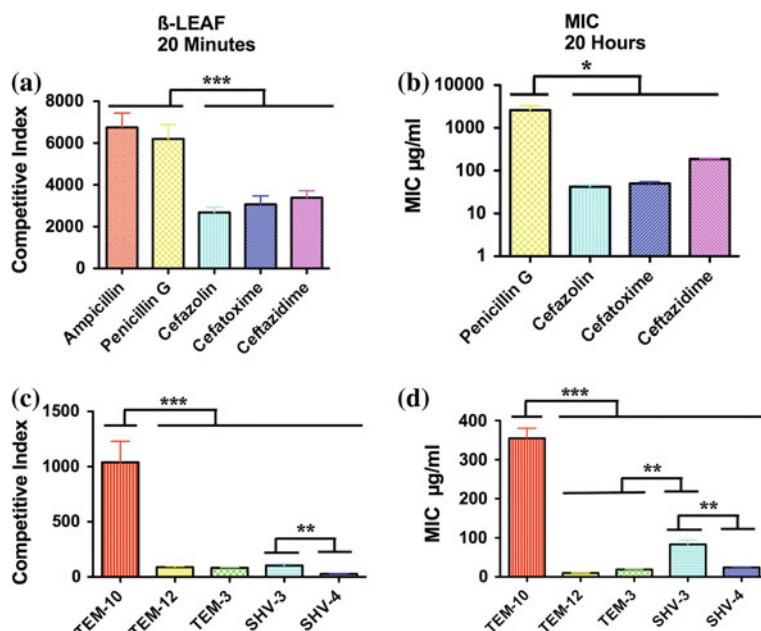 ß-LEAF
20 Minutes
MIC
20 Hours
(a)
***
Competitive Index
8000
6000
4000
2000
0
Ampicillin
Penicillin G
Cefazolin
Cefatoxime
Ceftazidime
(b)
*
MIC µg/ml
10000
1000
100
10
1
Penicillin G
Cefazolin
Cefatoxime
Ceftazidime
(c)
***
**
Competitive Index
1500
1000
500
0
TEM-10
TEM-12
TEM-3
SHV-3
SHV-4
(d)
***
**
**
MIC µg/ml
400
300
200
100
0
TEM-10
TEM-12
TEM-3
SHV-3
SHV-4